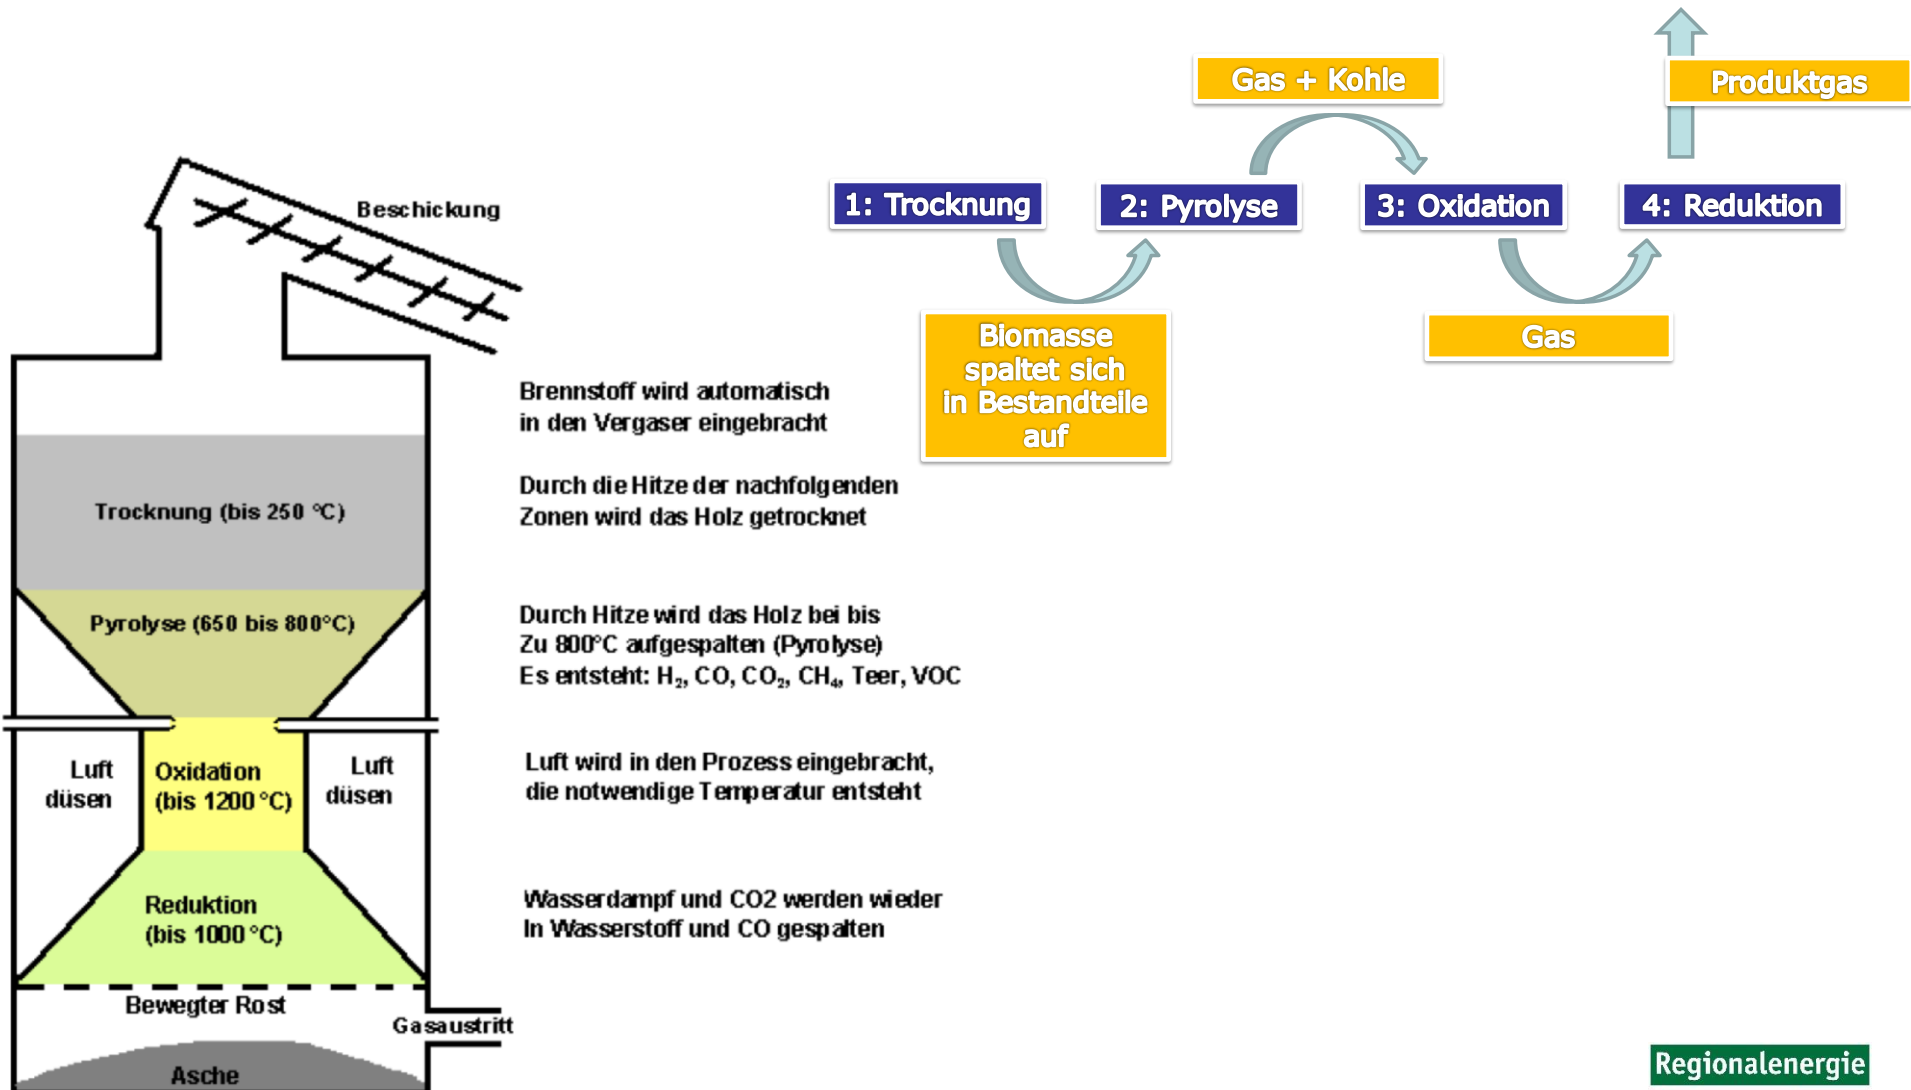 Gas + Kohle
Produktgas
1: Trocknung
2: Pyrolyse
3: Oxidation
4: Reduktion
Biomasse
spaltet sich
in Bestandteile
auf
Gas
Beschickung
Brennstoff wird automatisch
in den Vergaser eingebracht
Trocknung (bis 250 °C)
Durch die Hitze der nachfolgenden
Zonen wird das Holz getrocknet
Pyrolyse (650 bis 800°C)
Durch Hitze wird das Holz bei bis
Zu 800°C aufgespalten (Pyrolyse)
Es entsteht: H₂, CO, CO₂, CH₄, Teer, VOC
Luft
düsen
Oxidation
(bis 1200 °C)
Luft
düsen
Luft wird in den Prozess eingebracht,
die notwendige Temperatur entsteht
Reduktion
(bis 1000 °C)
Wasserdampf und CO2 werden wieder
In Wasserstoff und CO gespalten
Bewegter Rost
Gasaustritt
Asche
Regionalenergie